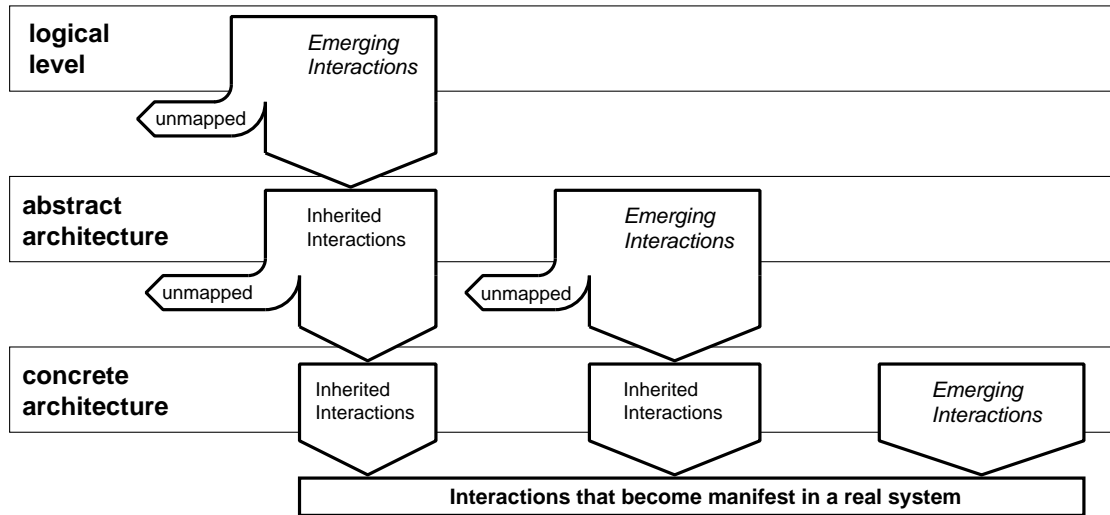 logical
level
Emerging
Interactions
unmapped
abstract
architecture
Inherited
Interactions
Emerging
Interactions
unmapped
unmapped
concrete
architecture
Inherited
Interactions
Inherited
Interactions
Emerging
Interactions
Interactions that become manifest in a real system